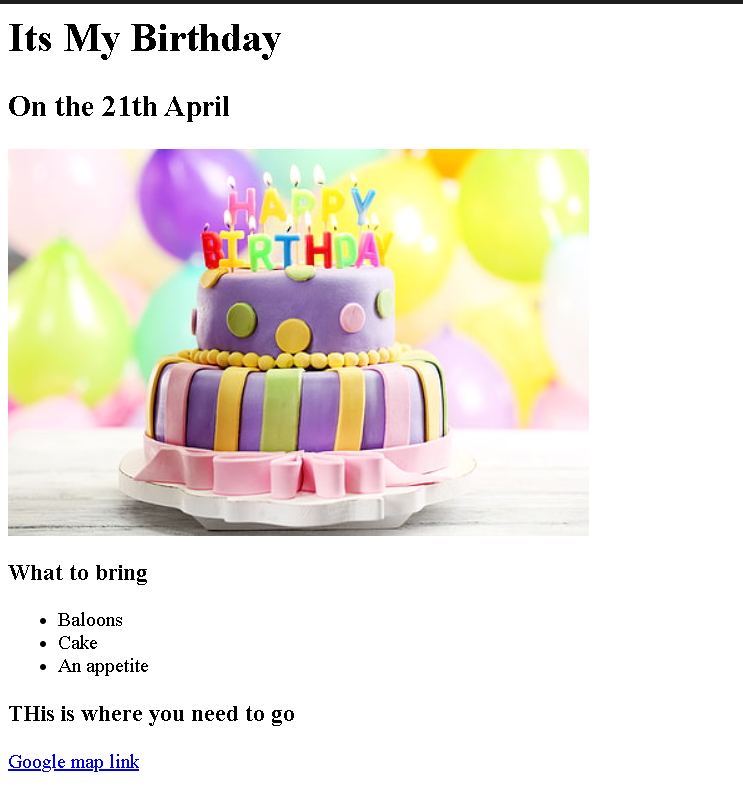 Its My Birthday
On the 21th April
HAPPY
BIRTHDAY
What to bring
Baloons
Cake
An appetite
THis is where you need to go
Google map link